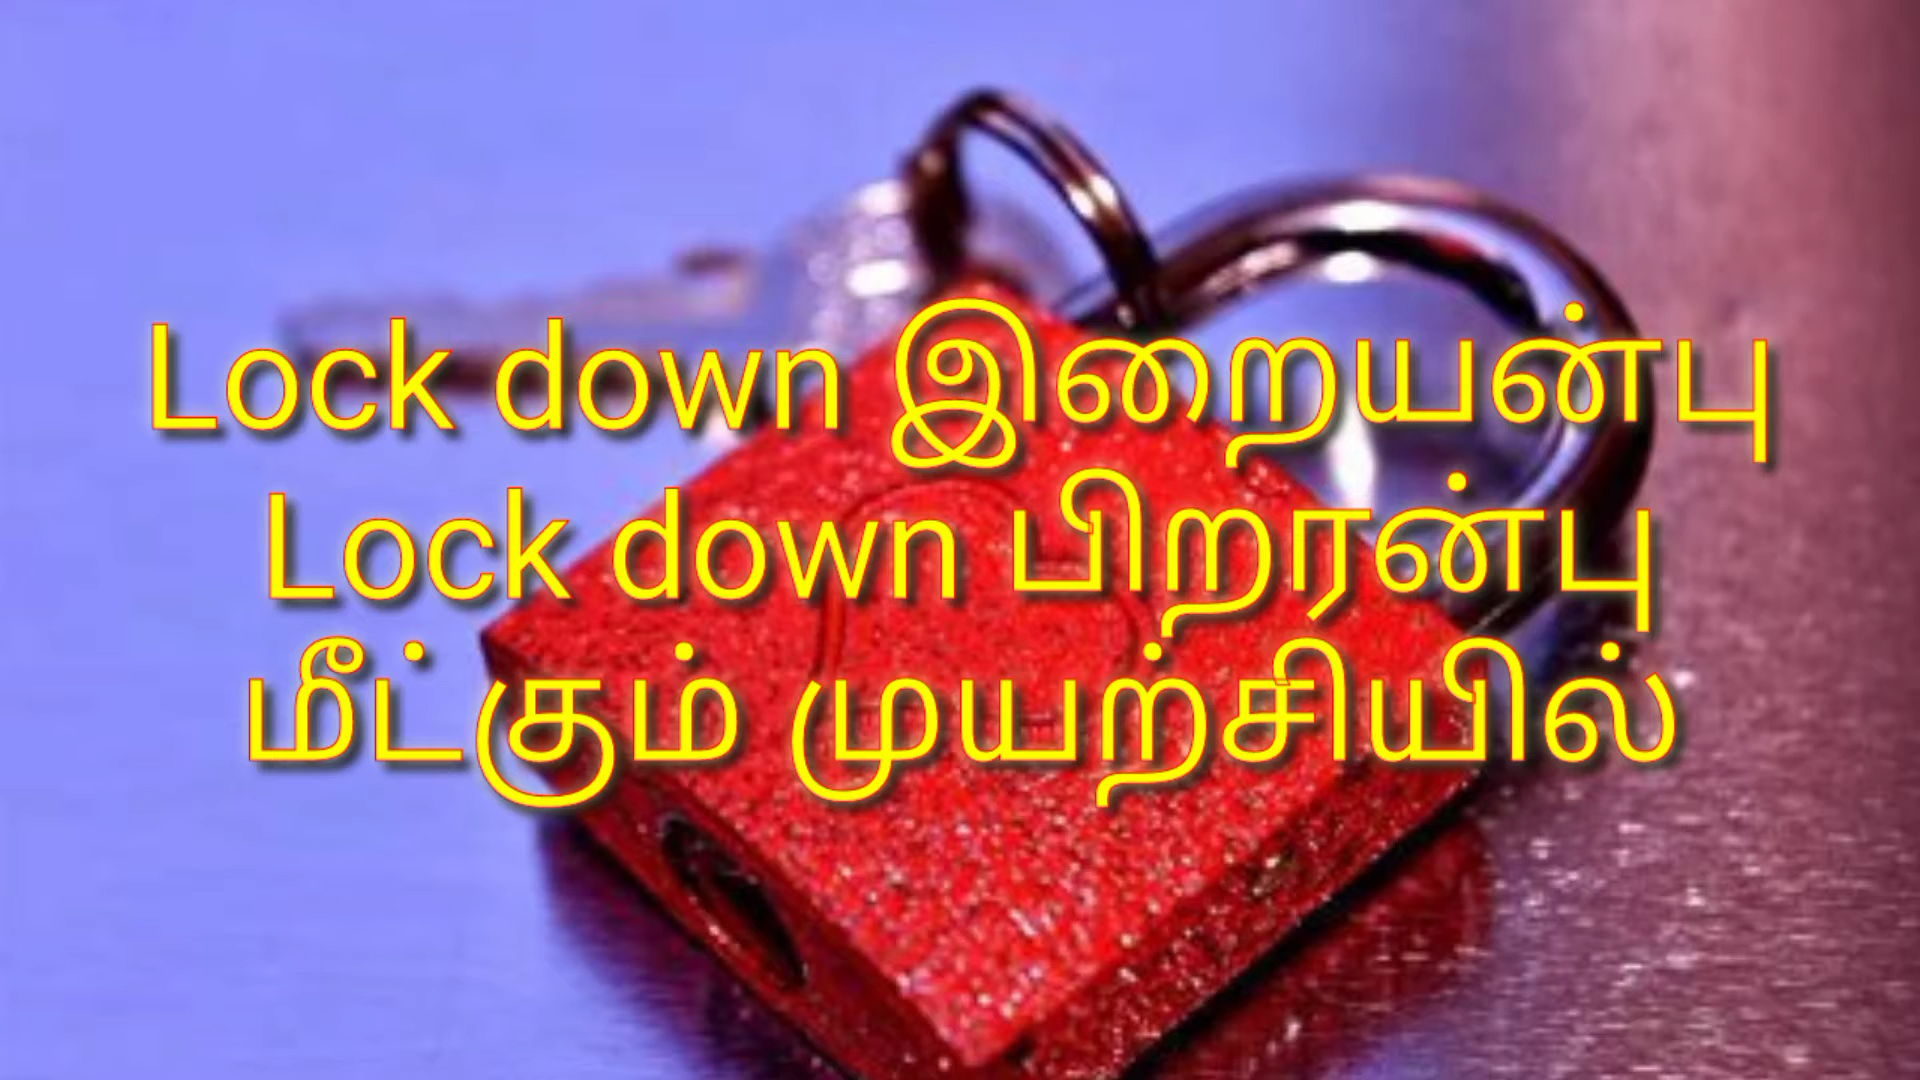 Lock down இறையன்பு
Lock down பிறரன்பு
மீட்கும் முயற்சியில்